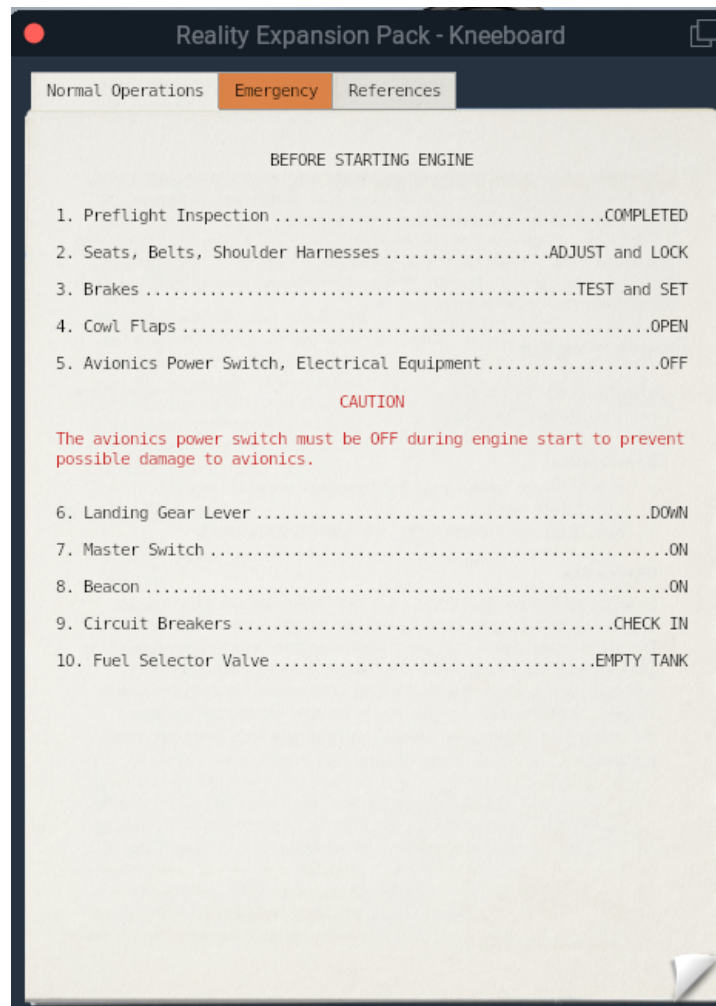 Reality Expansion Pack - Kneeboard
Normal Operations
Emergency
References
BEFORE STARTING ENGINE
1. Preflight Inspection ....................................COMPLETED
2. Seats, Belts, Shoulder Harnesses ..................ADJUST and LOCK
3. Brakes ...............................................TEST and SET
4. Cowl Flaps ...................................................OPEN
5. Avionics Power Switch, Electrical Equipment ...................OFF
CAUTION
The avionics power switch must be OFF during engine start to prevent
possible damage to avionics.
6. Landing Gear Lever ...........................................DOWN
7. Master Switch ..................................................ON
8. Beacon .........................................................ON
9. Circuit Breakers .........................................CHECK IN
10. Fuel Selector Valve ...................................EMPTY TANK